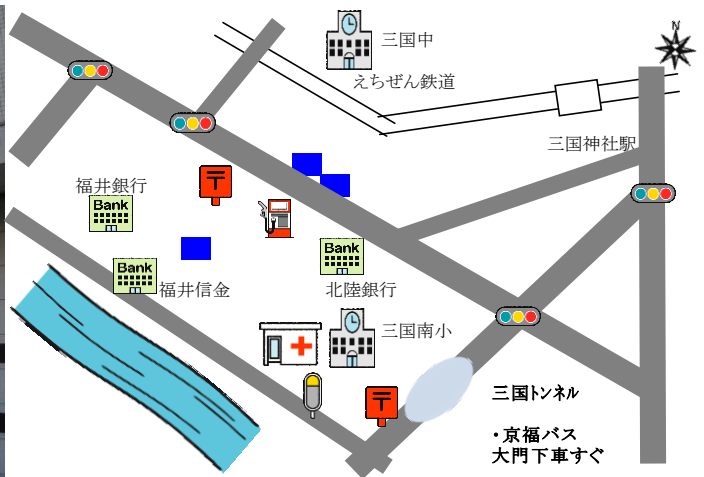 N
三国中
えちぜん鉄道
三国神社駅
〒
福井銀行
Bank
Bank
福井信金
Bank
北陸銀行
三国南小
〒
三国トンネル
・京福バス
大門下車すぐ